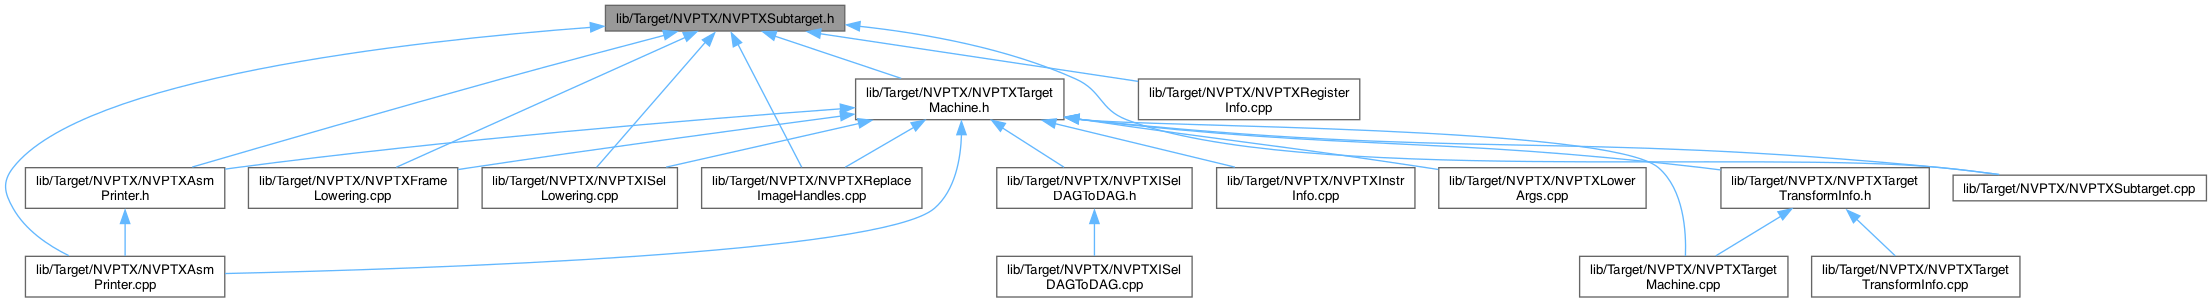 lib/Target/NVPTX/NVPTXSubtarget.h
lib/Target/NVPTX/NVPTXTarget
Machine.h
lib/Target/NVPTX/NVPTXRegister
Info.cpp
lib/Target/NVPTX/NVPTXAsm
Printer.h
lib/Target/NVPTX/NVPTXFrame
Lowering.cpp
lib/Target/NVPTX/NVPTXISel
Lowering.cpp
lib/Target/NVPTX/NVPTXReplace
ImageHandles.cpp
lib/Target/NVPTX/NVPTXISel
DAGToDAG.h
lib/Target/NVPTX/NVPTXInstr
Info.cpp
lib/Target/NVPTX/NVPTXLower
Args.cpp
lib/Target/NVPTX/NVPTXTarget
TransformInfo.h
lib/Target/NVPTX/NVPTXSubtarget.cpp
lib/Target/NVPTX/NVPTXAsm
Printer.cpp
lib/Target/NVPTX/NVPTXISel
DAGToDAG.cpp
lib/Target/NVPTX/NVPTXTarget
Machine.cpp
lib/Target/NVPTX/NVPTXTarget
TransformInfo.cpp